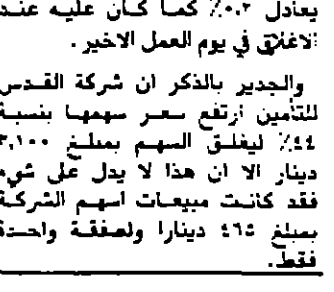 يعادل ٠.٢٪ كما كان عليه عند
الاغلاق في يوم العمل الاخير .
والجدير بالذكر ان شركة القدس
للتأمين ارتفع سعر سهمها بنسبة
٤٤٪ ليغلق السهم بمبلغ ٣,١٠٠
دينار الا ان هذا لا يدل على شيء
فقد كانت مبيعات اسهم الشركة
بمبلغ ٤٦٥ دينارا ولصفقة واحدة
فقط .